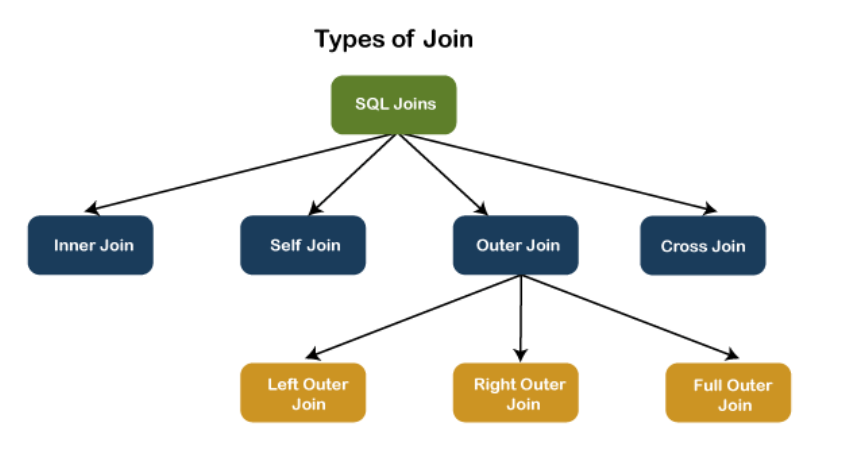 Types of Join
SQL Joins
Inner Join
Self Join
Outer Join
Cross Join
Left Outer
Join
Right Outer
Join
Full Outer
Join